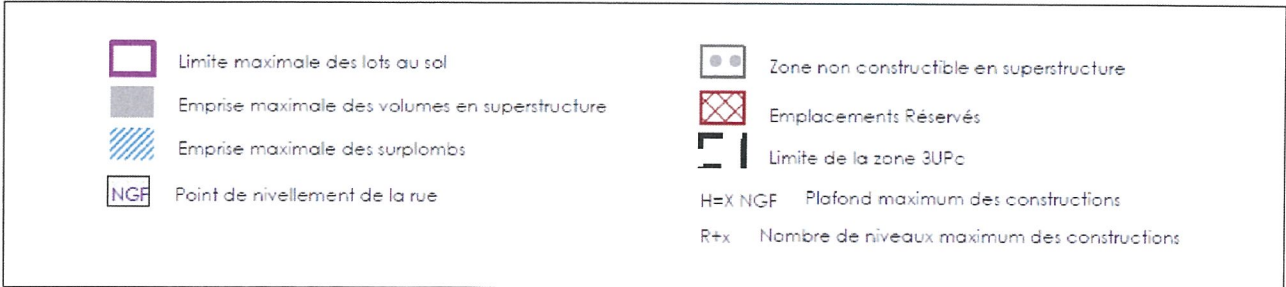 Limite maximale des lots au sol
Emprise maximale des volumes en superstructure
Emprise maximale des surplombs
NGF Point de nivellement de la rue
Zone non constructible en superstructure
Emplacements Réservés
Limite de la zone 3UPc
H=X NGF Plafond maximum des constructions
R+x Nombre de niveaux maximum des constructions